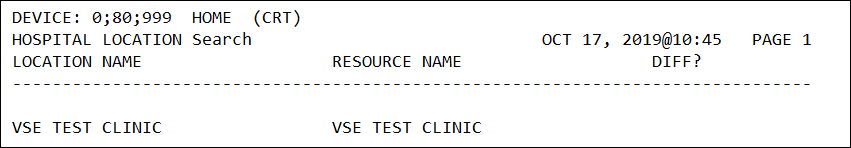 DEVICE: 0;80;999  HOME  (CRT)
HOSPITAL LOCATION Search                             OCT 17, 2019@10:45   PAGE 1
LOCATION NAME                   RESOURCE NAME                   DIFF?
--------------------------------------------------------------------------------
VSE TEST CLINIC                 VSE TEST CLINIC